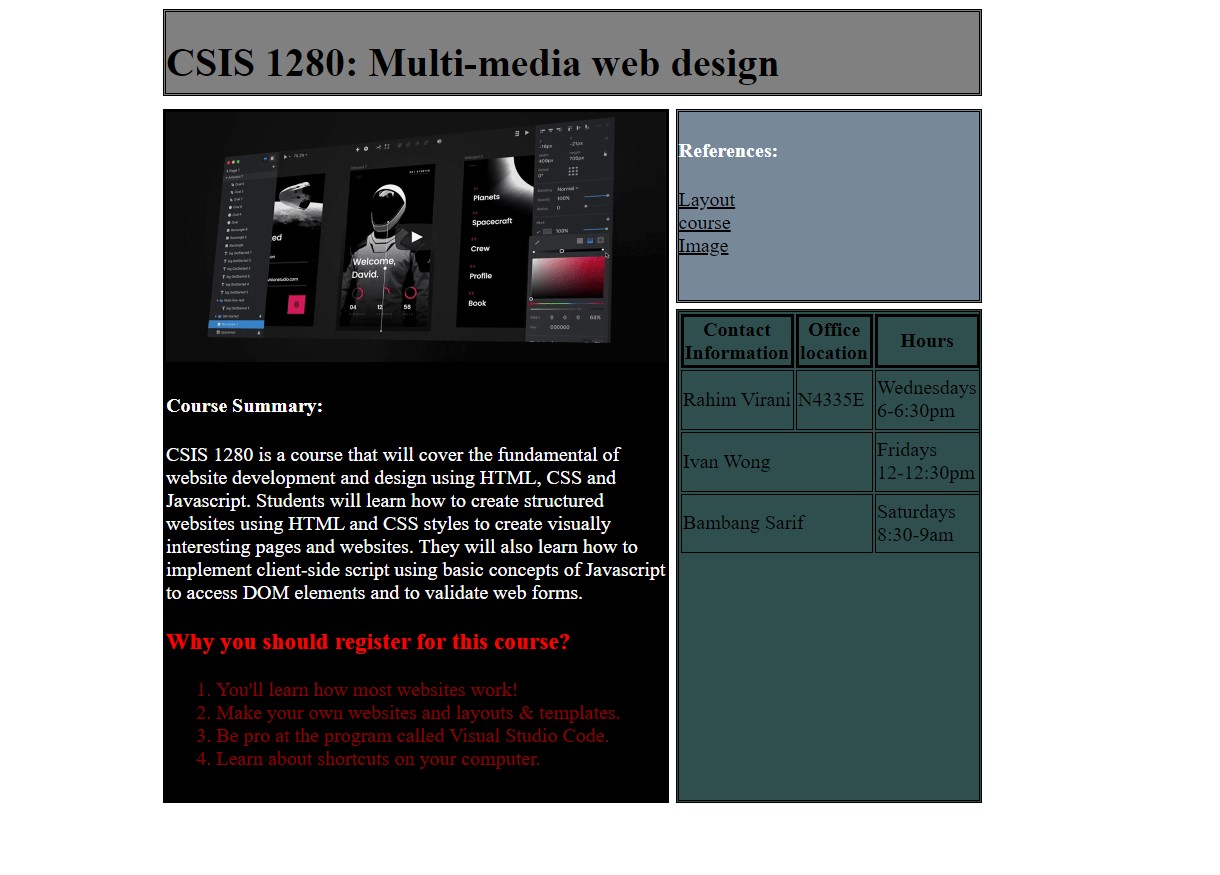 CSIS 1280: Multi-media web design
Planets
Spacecraft
Crew
Profile
Book
Welcome,
David.
04 12 58
Normal
100%
100%
000000
References:
Layout
course
Image
Contact
Information
Office
location
Hours
Rahim Virani
N4335E
Wednesdays
6-6:30pm
Ivan Wong
Fridays
12-12:30pm
Bambang Sarif
Saturdays
8:30-9am
Course Summary:
CSIS 1280 is a course that will cover the fundamental of
website development and design using HTML, CSS and
Javascript. Students will learn how to create structured
websites using HTML and CSS styles to create visually
interesting pages and websites. They will also learn how to
implement client-side script using basic concepts of Javascript
to access DOM elements and to validate web forms.
Why you should register for this course?
1. You'll learn how most websites work!
2. Make your own websites and layouts & templates.
3. Be pro at the program called Visual Studio Code.
4. Learn about shortcuts on your computer.